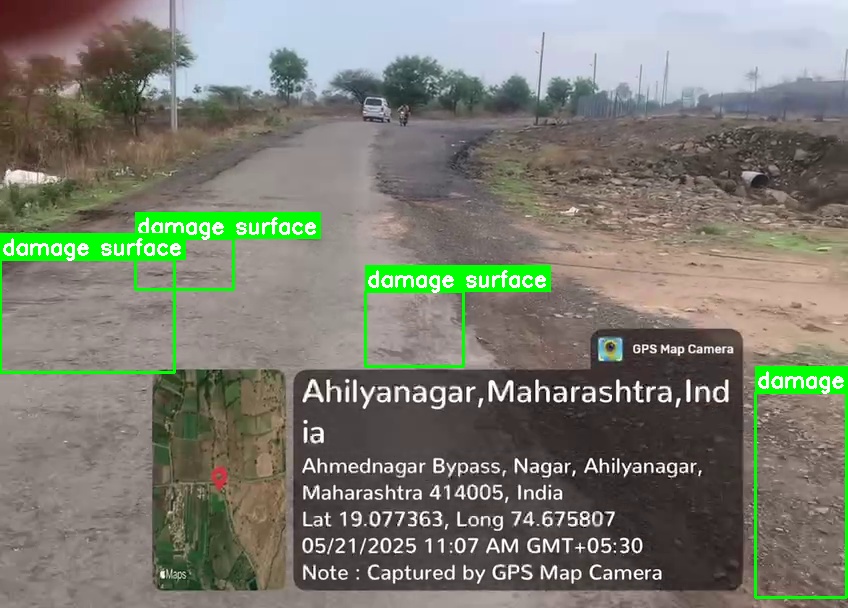 damage surface
damage surface
damage surface
damage
GPS Map Camera
Ahilyanagar,Maharashtra,Ind
ia
Ahmednagar Bypass, Nagar, Ahilyanagar,
Maharashtra 414005, India
Lat 19.077363, Long 74.675807
05/21/2025 11:07 AM GMT+05:30
Note : Captured by GPS Map Camera
Maps